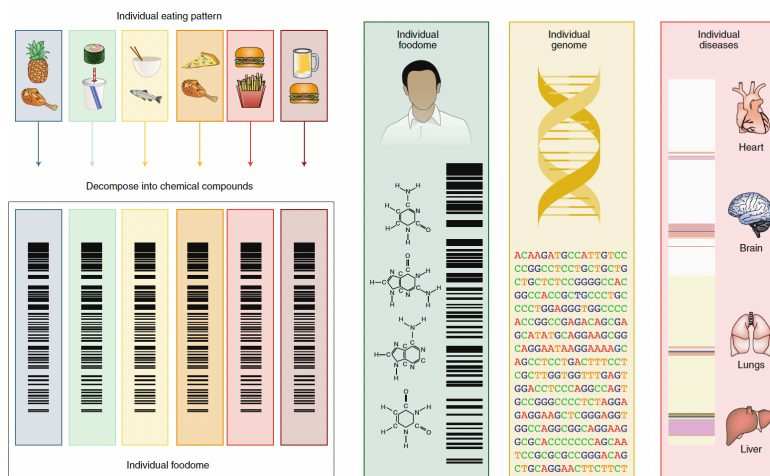 Individual eating pattern
Decompose into chemical compounds
Individual foodome
Individual
foodome
N
H
H
C
H
C
N
H
C
C
O
N
H
O
C
N
C
N
H
H
C
C
C
N
H
N
H
N
H
H
N
H
N
C
N
H
C
C
C
N
N
H
O
C
H
C
N
H
H
C
C
O
N
H
Individual
genome
ACAAGATGCCATTGTCC
CCGGCCTCCTGCTGCTG
CTGCTCTCCGGGGCCAC
GGCCACCGCTGCCCTGC
CCCTGGAGGGTGGCCCC
ACCGGCCGAGACAGCGA
GCATATGCAGGAAGCGG
CAGGAATAAGGAAAAGC
AGCCTCCTGACTTTCCT
CGCTTGGTGGTTTGAGT
GGACCTCCCAGGCCAGT
GCCGGGCCCCTCTAGGA
GAGGAAGCTCGGGAGGT
GGCCAGGCGGCAGGAAG
GCGCACCCCCCCAGCAA
TCCGCGCGCCGGGACAG
CTGCAGGAACTTCTTCT
Individual
diseases
Heart
Brain
Lungs
Liver